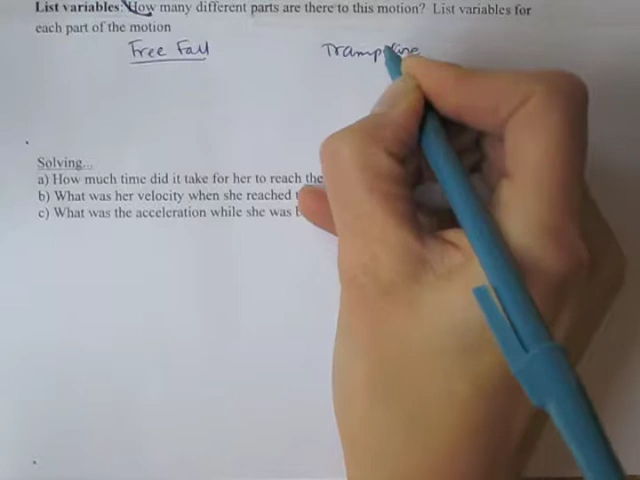 List variables: How many different parts are there to this motion? List variables for
each part of the motion
Free Fall Trampoline
Solving...
a) How much time did it take for her to reach the
b) What was her velocity when she reached
c) What was the acceleration while she was